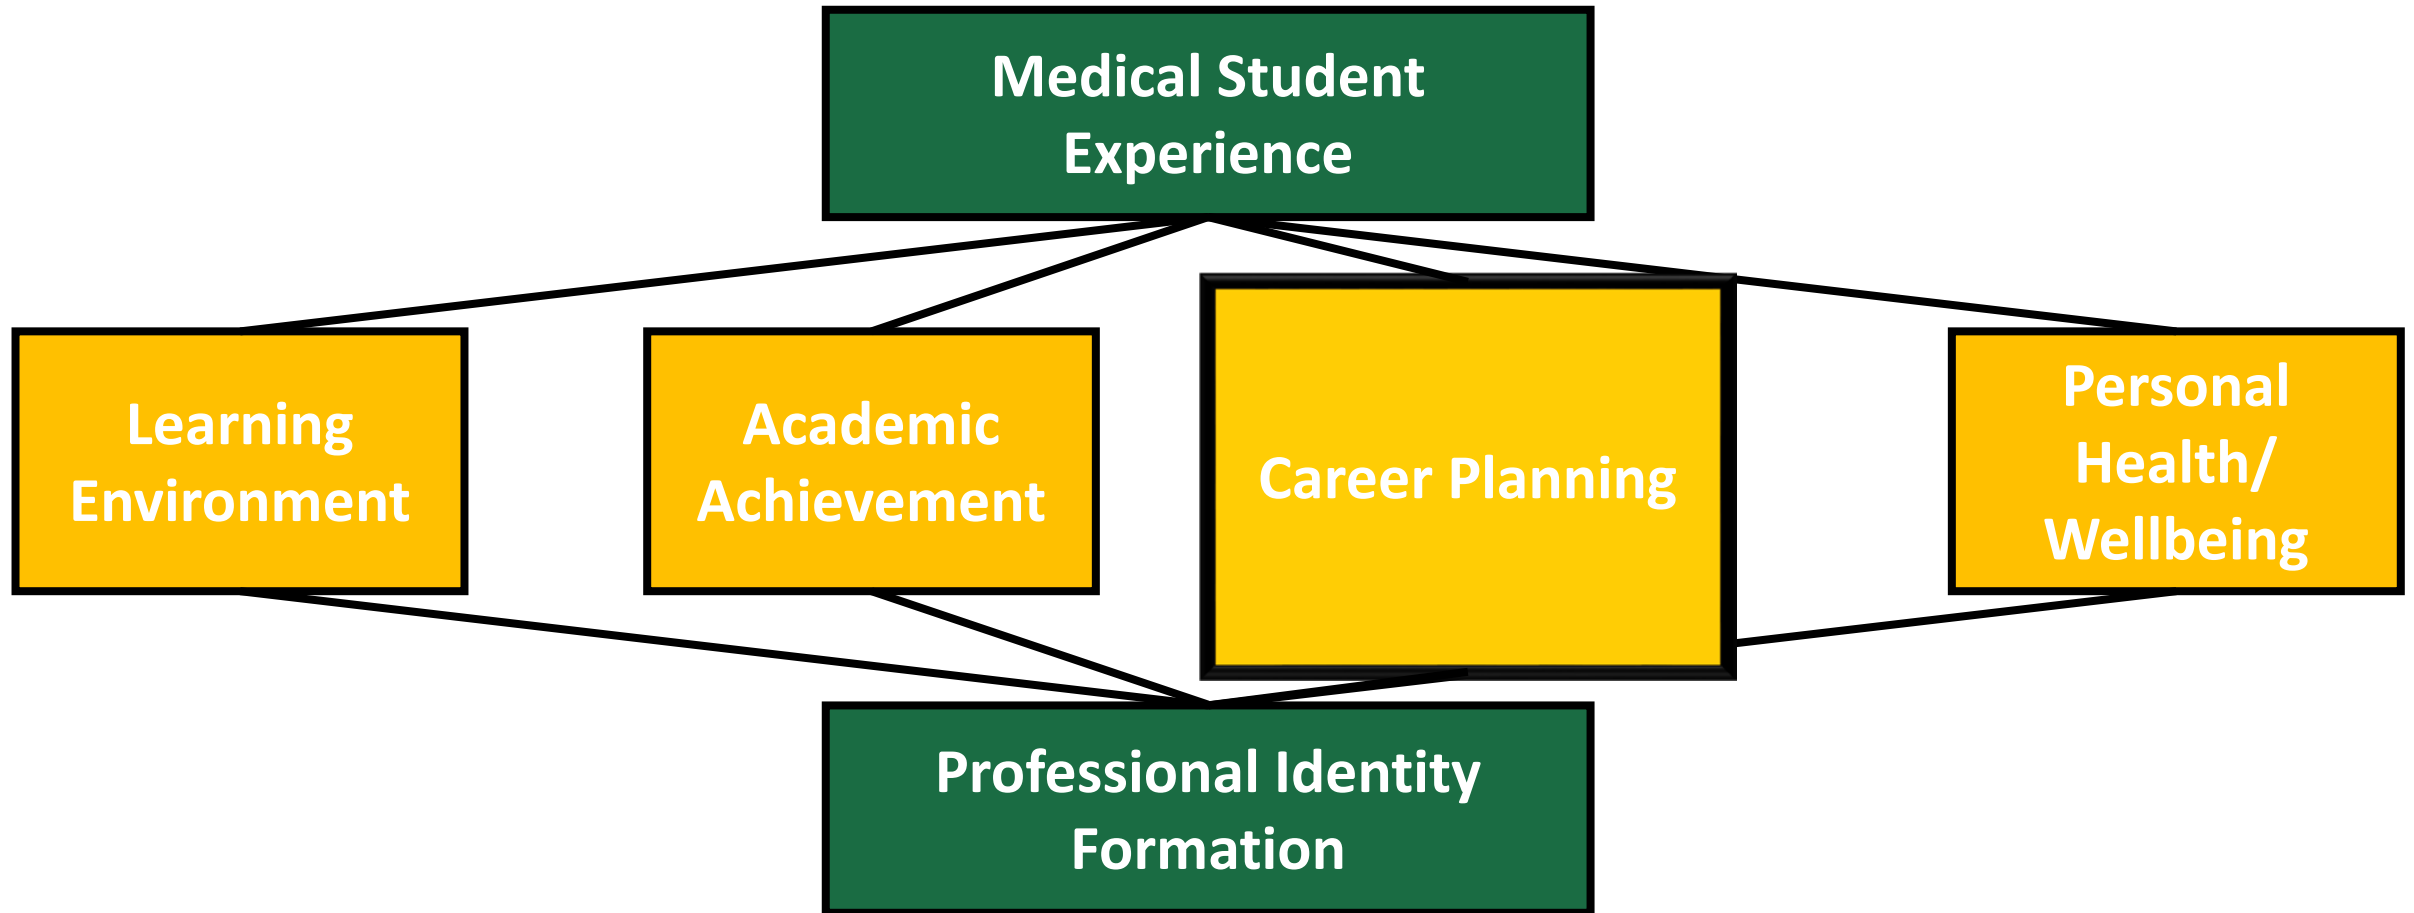 Medical Student
Experience
Learning
Environment
Academic
Achievement
Career Planning
Personal
Health/
Wellbeing
Professional Identity
Formation